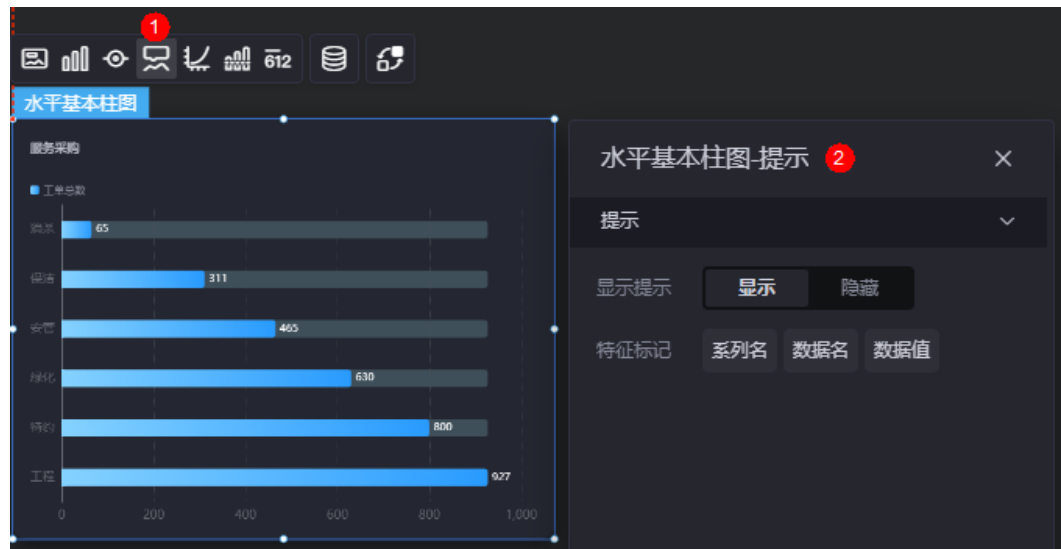 1
612
水平基本柱图
服务采购
工单总数
消杀
65
保洁
311
安管
465
绿化
630
特约
800
工程
927
0 200 400 600 800 1,000
水平基本柱图-提示 2
提示
显示提示 显示 隐藏
特征标记 系列名 数据名 数据值